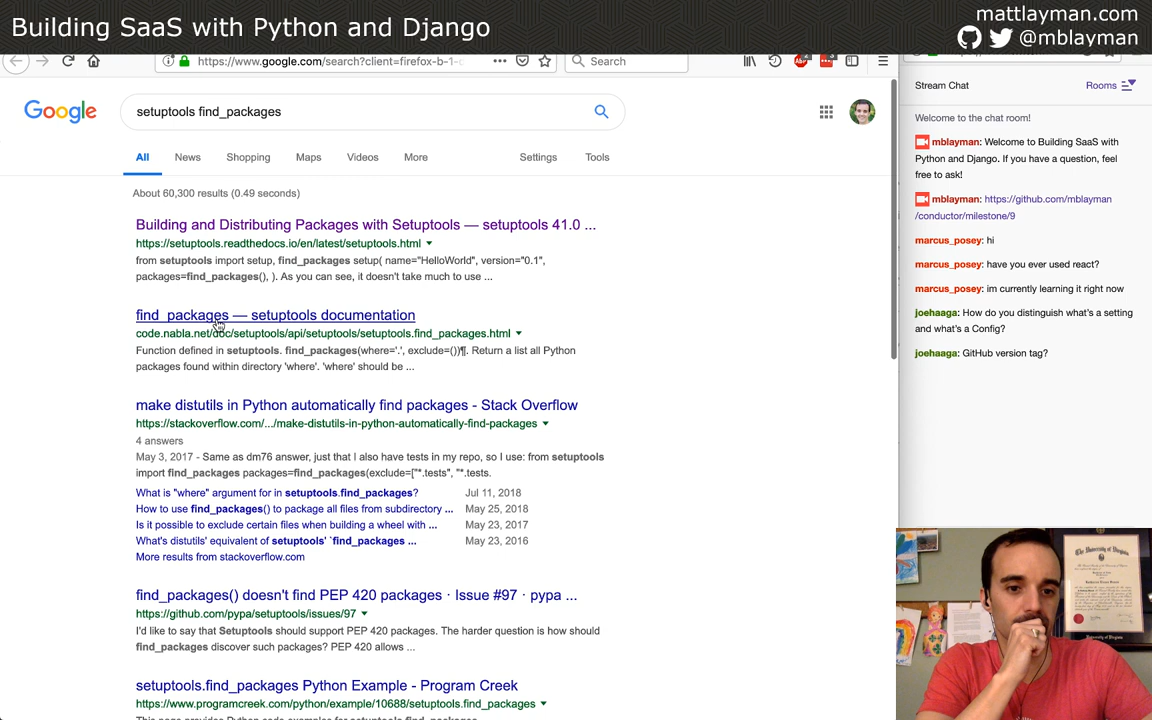 Building SaaS with Python and Django
mattlayman.com
@mblayman
https://www.google.com/search?client=firefox-b-1-c
Search
Google
setuptools find_packages
All
News
Shopping
Maps
Videos
More
Settings
Tools
About 60,300 results (0.49 seconds)
Building and Distributing Packages with Setuptools — setuptools 41.0 ...
https://setuptools.readthedocs.io/en/latest/setuptools.html
from setuptools import setup, find_packages setup( name="HelloWorld", version="0.1",
packages=find_packages(), ). As you can see, it doesn't take much to use ...
find_packages — setuptools documentation
code.nabla.net/doc/setuptools/api/setuptools/setuptools.find_packages.html
Function defined in setuptools. find_packages(where='.', exclude=())¶. Return a list all Python
packages found within directory 'where'. 'where' should be ...
make distutils in Python automatically find packages - Stack Overflow
https://stackoverflow.com/.../make-distutils-in-python-automatically-find-packages
4 answers
May 3, 2017 - Same as dm76 answer, just that I also have tests in my repo, so I use: from setuptools
import find_packages packages=find_packages(exclude=["*.tests", "*.tests.
What is "where" argument for in setuptools.find_packages?
Jul 11, 2018
How to use find_packages() to package all files from subdirectory ...
May 25, 2018
Is it possible to exclude certain files when building a wheel with ...
May 23, 2017
What's distutils' equivalent of setuptools' `find_packages ...
May 23, 2016
More results from stackoverflow.com
find_packages() doesn't find PEP 420 packages · Issue #97 · pypa ...
https://github.com/pypa/setuptools/issues/97
I'd like to say that Setuptools should support PEP 420 packages. The harder question is how should
find_packages discover such packages? PEP 420 allows ...
setuptools.find_packages Python Example - Program Creek
https://www.programcreek.com/python/example/10688/setuptools.find_packages
Stream Chat
Rooms
Welcome to the chat room!
mblayman: Welcome to Building SaaS with
Python and Django. If you have a question, feel
free to ask!
mblayman: https://github.com/mblayman
/conductor/milestone/9
marcus_posey: hi
marcus_posey: have you ever used react?
marcus_posey: im currently learning it right now
joehaaga: How do you distinguish what's a setting
and what's a Config?
joehaaga: GitHub version tag?
The University of Virginia